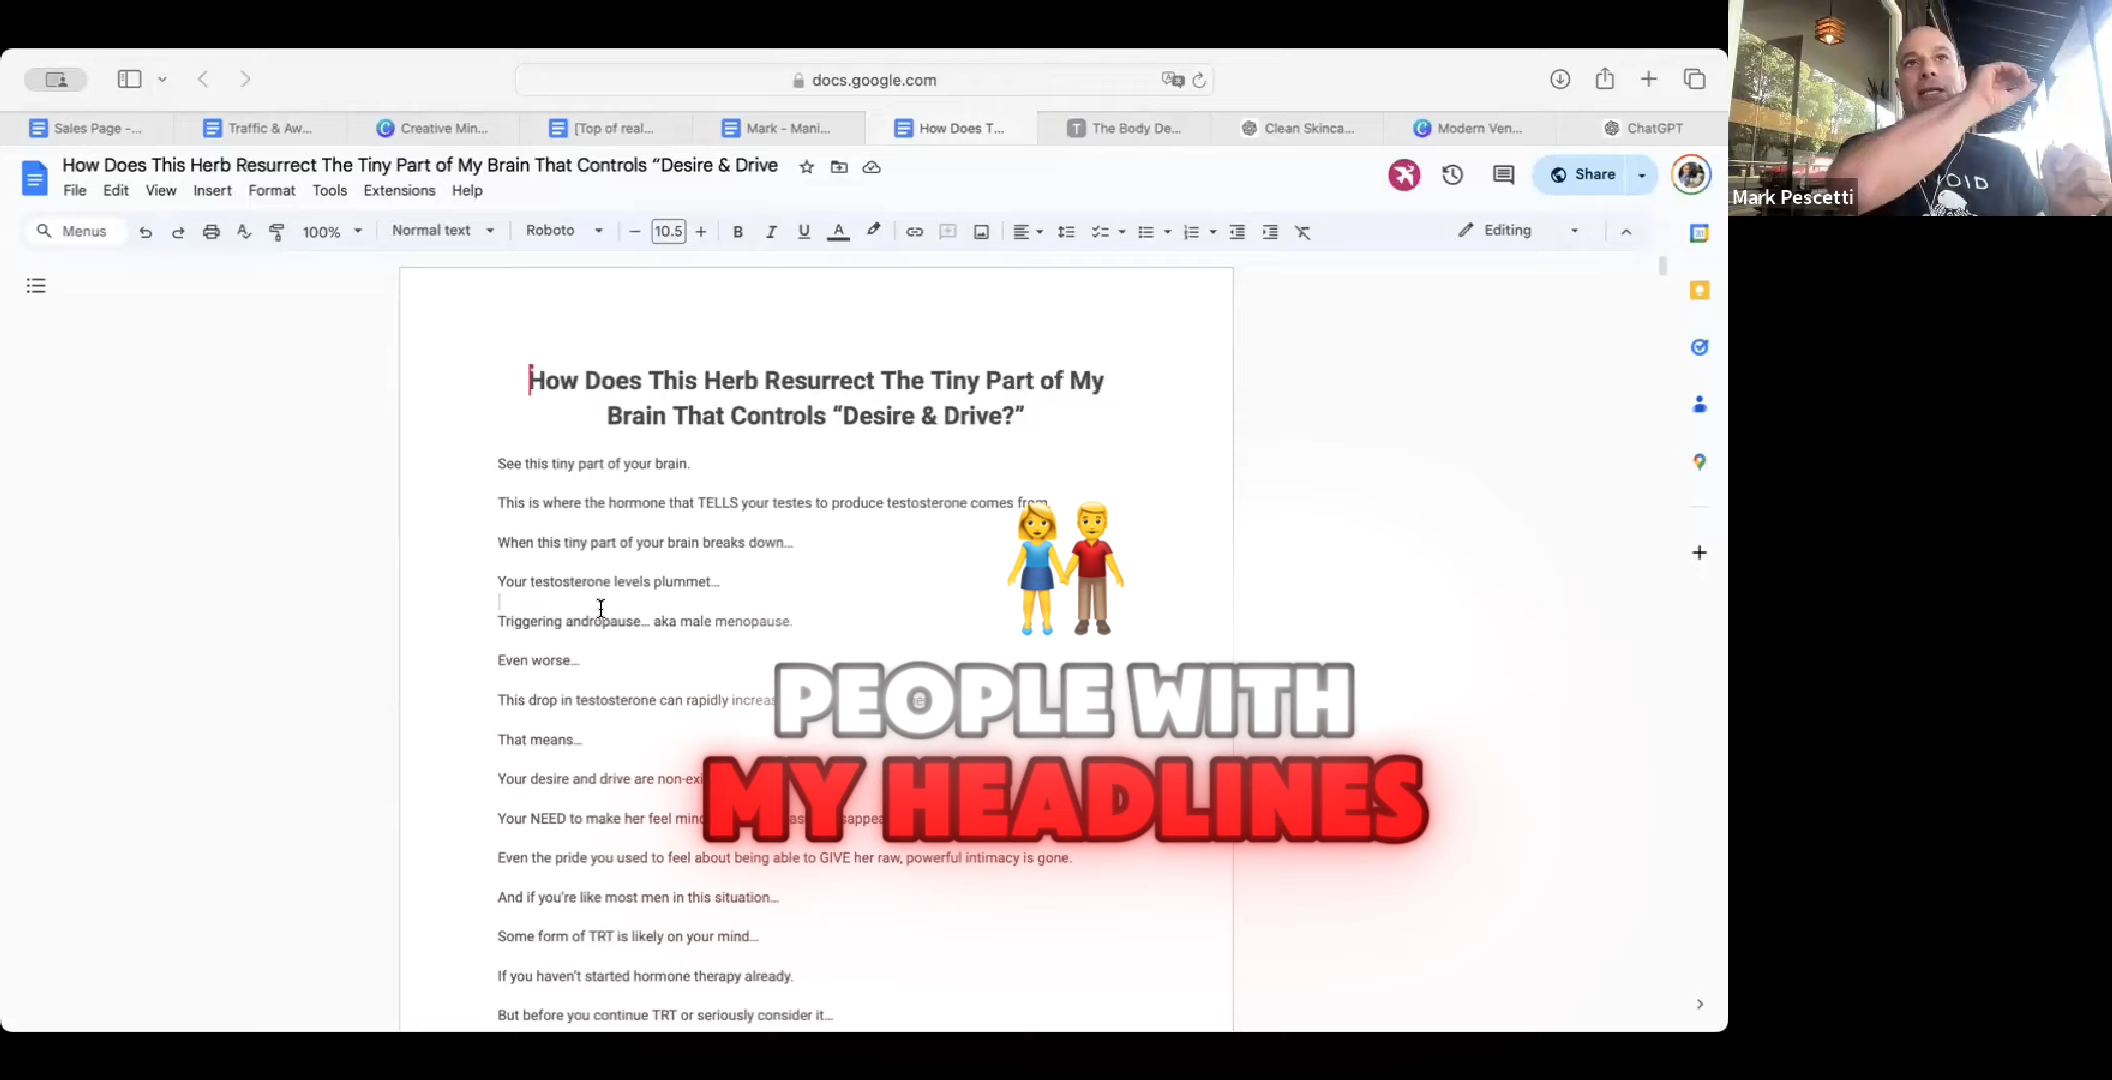 docs.google.com
Sales Page -...
Traffic & Aw...
Creative Min...
[Top of real...
Mark - Mani...
How Does T...
The Body De...
Clean Skinca...
Modern Ven...
ChatGPT
How Does This Herb Resurrect The Tiny Part of My Brain That Controls “Desire & Drive
File Edit View Insert Format Tools Extensions Help
Share
Mark Pescetti
Menus
100%
Normal text
Roboto
10.5
Editing
How Does This Herb Resurrect The Tiny Part of My
Brain That Controls “Desire & Drive?”
See this tiny part of your brain.
This is where the hormone that TELLS your testes to produce testosterone comes from.
When this tiny part of your brain breaks down...
Your testosterone levels plummet...
Triggering andropause... aka male menopause.
Even worse...
This drop in testosterone can rapidly
PEOPLE WITH
That means...
Your desire and drive are
MY HEADLINES
Your NEED to make her feel
Even the pride you used to feel about being able to GIVE her raw, powerful intimacy is gone.
And if you're like most men in this situation...
Some form of TRT is likely on your mind...
If you haven't started hormone therapy already.
But before you continue TRT or seriously consider it...